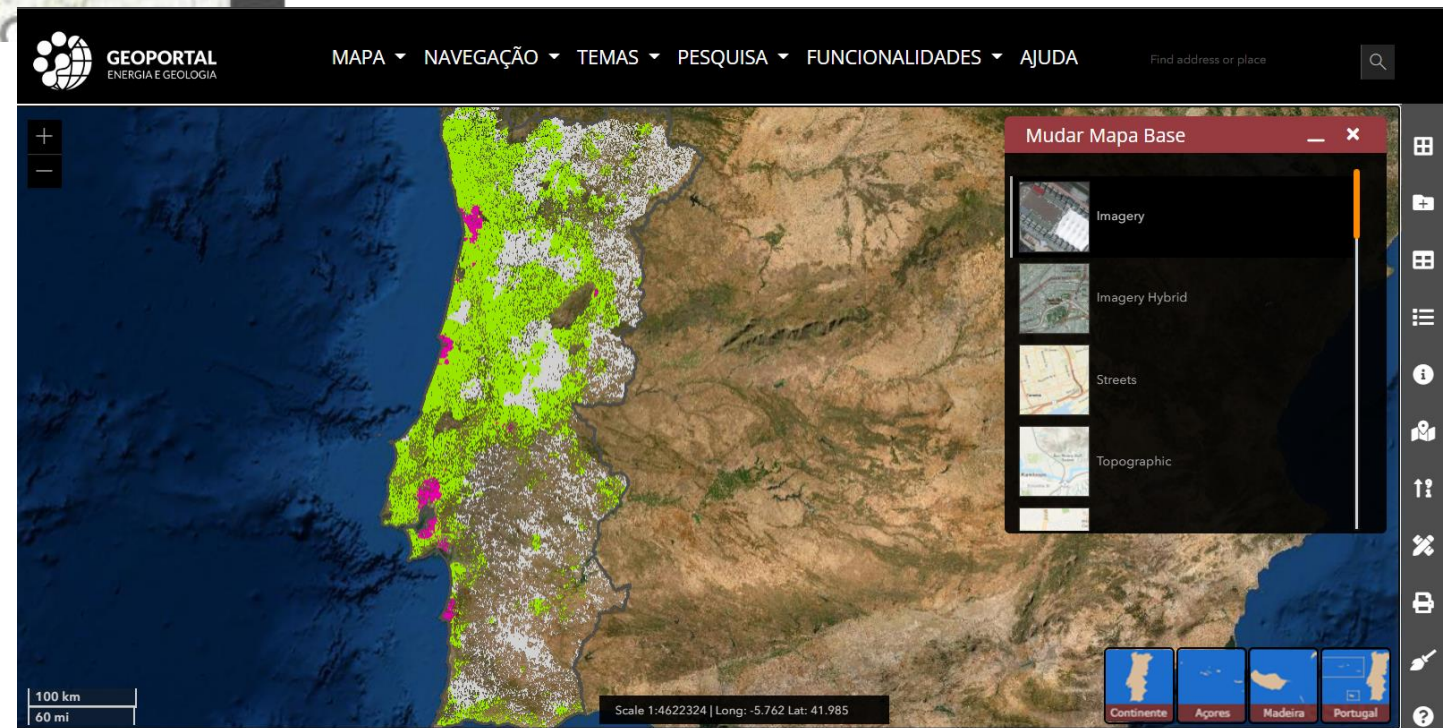 GEOPORTAL
ENERGIA E GEOLOGIA
MAPA NAVEGAÇÃO TEMAS PESQUISA FUNCIONALIDADES AJUDA
Find address or place
Mudar Mapa Base
Imagery
Imagery Hybrid
Streets
Topographic
100 km
60 mi
Scale 1:4622324 | Long: -5.762 Lat: 41.985
Continente Açores Madeira Portugal